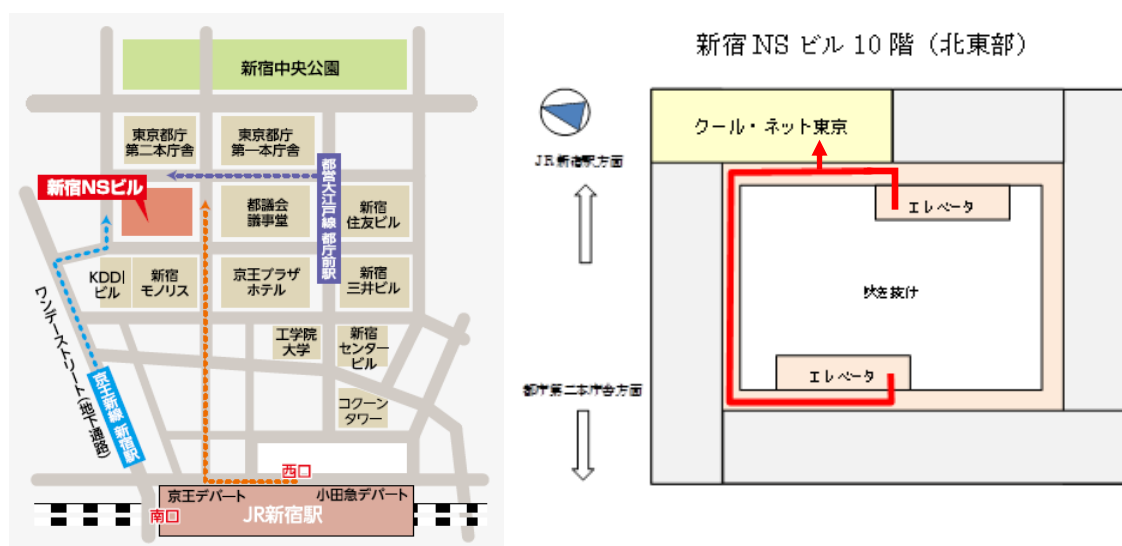 新宿中央公園
東京都庁
第二本庁舎
東京都庁
第一本庁舎
新宿NSビル
都議会
議事堂
都営大江戸線 都庁前駅
新宿
住友ビル
KDDI
ビル
新宿
モノリス
京王プラザ
ホテル
新宿
三井ビル
ワンデーストリート(地下通路)
京王新線 新宿駅
工学院
大学
新宿
センター
ビル
コクーン
タワー
西口
京王デパート
小田急デパート
南口
JR新宿駅
新宿NSビル10階（北東部）
クール・ネット東京
JR新宿駅方面
エレベータ
吹き抜け
エレベータ
都庁第二本庁舎方面